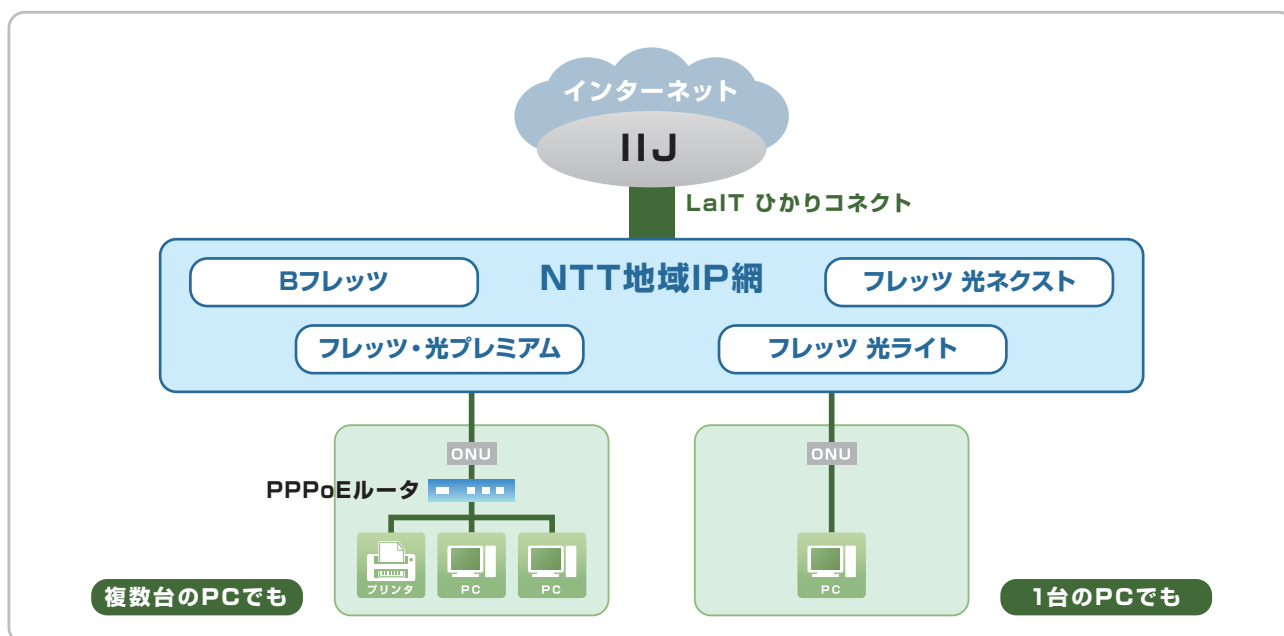 インターネット
IIJ
LaIT ひかりコネクト
Bフレッツ
NTT地域IP網
フレッツ 光ネクスト
フレッツ・光プレミアム
フレッツ 光ライト
ONU
ONU
PPPoEルータ
プリンタ
PC
PC
PC
複数台のPCでも
1台のPCでも